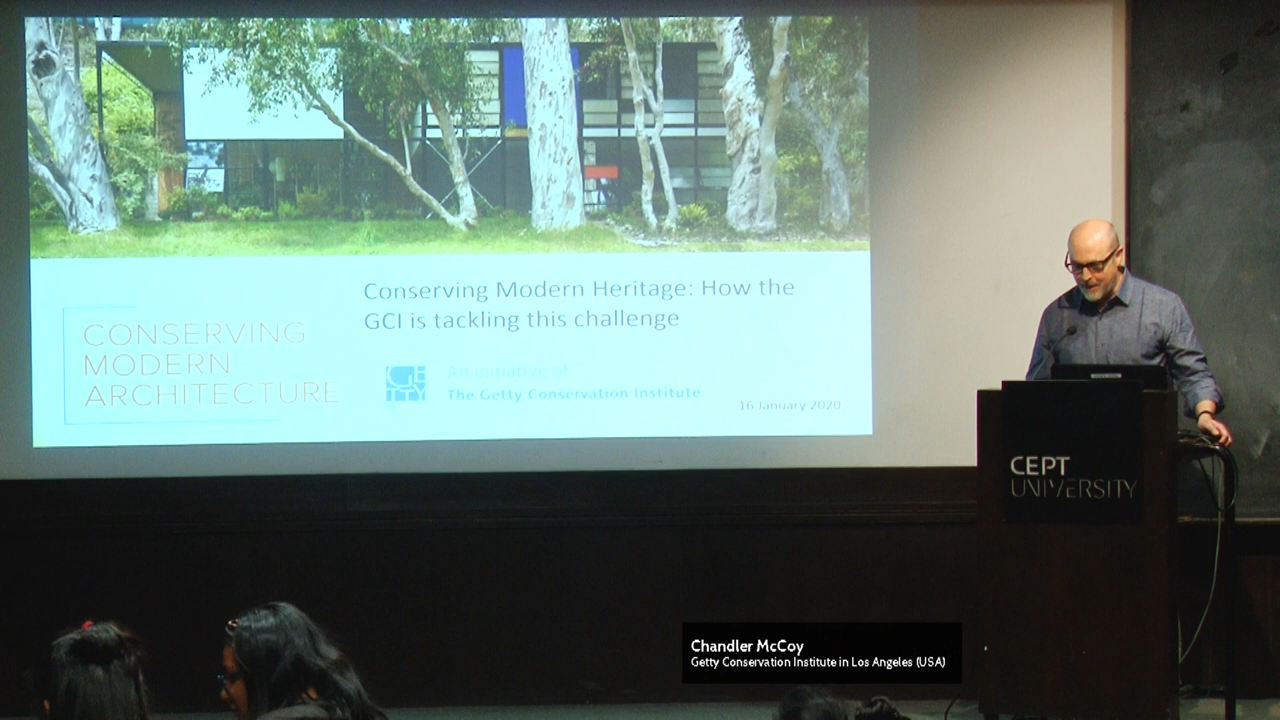 Conserving Modern Heritage: How the
GCI is tackling this challenge
CONSERVING
MODERN
ARCHITECTURE
An initiative of
The Getty Conservation Institute
16 January 2020
CEPT
UNIVERSITY
Chandler McCoy
Getty Conservation Institute in Los Angeles (USA)